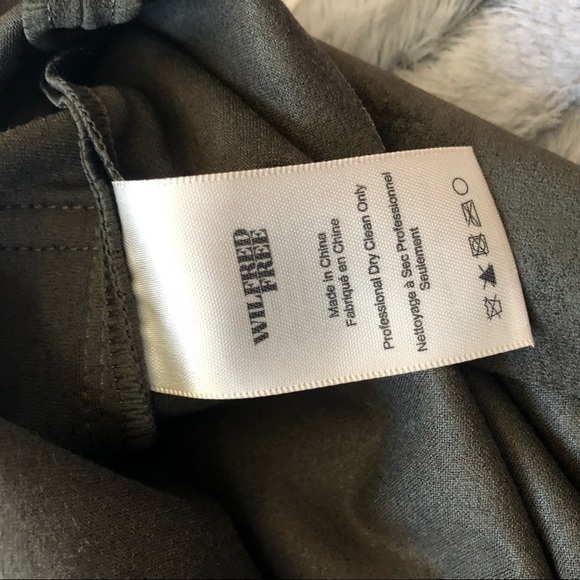 WILFRED
FREE
Made in China
Fabriqué en Chine
Professional Dry Clean Only
Nettoyage à Sec Professionnel
Seulement